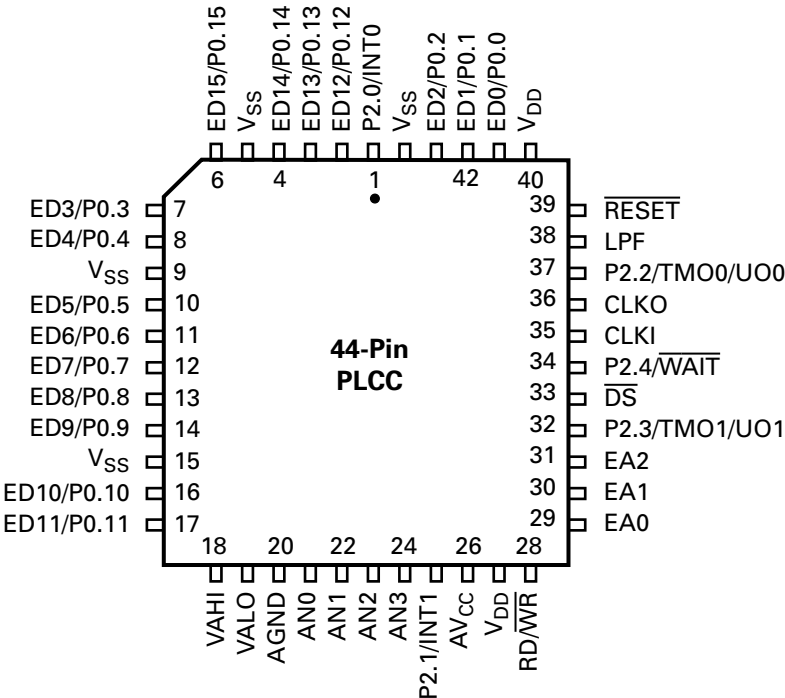 ED15/P0.15
VSS
ED14/P0.14
ED13/P0.13
ED12/P0.12
P2.0/INT0
VSS
ED2/P0.2
ED1/P0.1
ED0/P0.0
VDD
6
4
1
42
40
ED3/P0.3 7
ED4/P0.4 8
VSS 9
ED5/P0.5 10
ED6/P0.6 11
ED7/P0.7 12
ED8/P0.8 13
ED9/P0.9 14
VSS 15
ED10/P0.10 16
ED11/P0.11 17
44-Pin
PLCC
39 RESET
38 LPF
37 P2.2/TMO0/UO0
36 CLKO
35 CLKI
34 P2.4/WAIT
33 DS
32 P2.3/TMO1/UO1
31 EA2
30 EA1
29 EA0
18
20
22
24
26
28
VAHI
VALO
AGND
AN0
AN1
AN2
AN3
P2.1/INT1
AVCC
VDD
RD/WR